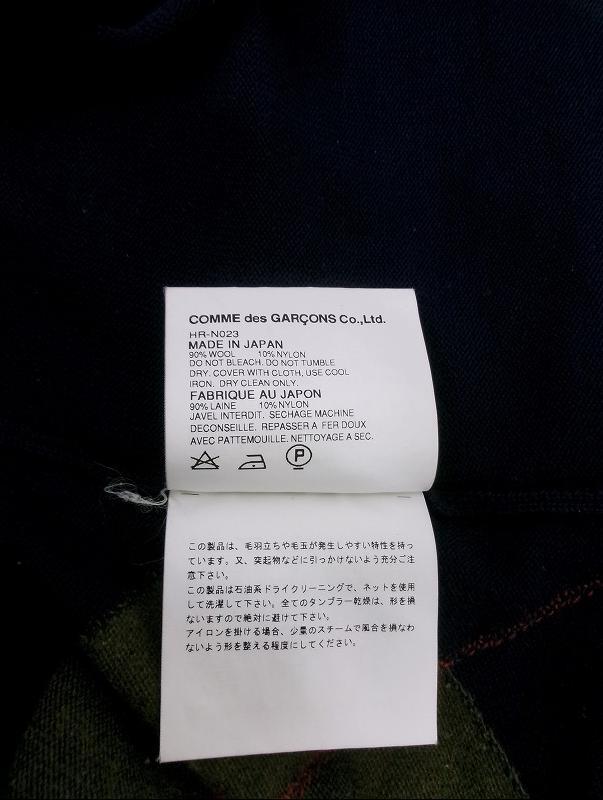 COMME des GARÇONS Co.,Ltd.
HR-N023
MADE IN JAPAN
90% WOOL 10% NYLON
DO NOT BLEACH. DO NOT TUMBLE
DRY. COVER WITH CLOTH, USE COOL
IRON. DRY CLEAN ONLY.
FABRIQUE AU JAPON
90% LAINE 10% NYLON
JAVEL INTERDIT. SECHAGE MACHINE
DECONSEILLE. REPASSER A FER DOUX
AVEC PATTEMOUILLE. NETTOYAGE A SEC.
P
この製品は、毛羽立ちや毛玉が発生しやすい特性を持っ
ています。又、突起物などに引っかけないよう充分ご注
意下さい。
この製品は石油系ドライクリーニングで、ネットを使用
して洗濯して下さい。全てのタンブラー乾燥は、形を損
ないますので絶対に避けて下さい。
アイロンを掛ける場合、少量のスチームで風合を損なわ
ないよう形を整える程度にしてください。